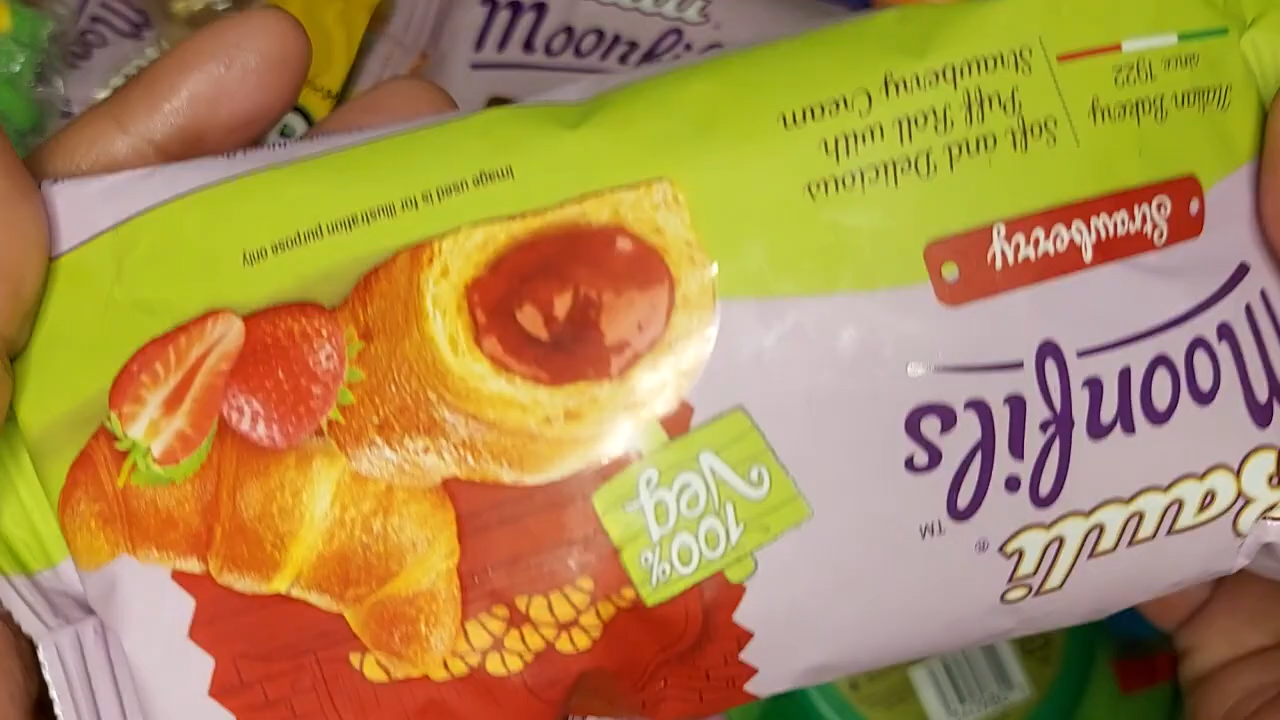 Bauli®
Moonfils™
Strawberry
Italian Bakery
since 1922
Soft and Delicious
Puff Roll with
Strawberry Cream
100%
Veg
Image used is for illustration purpose only
Moonfi